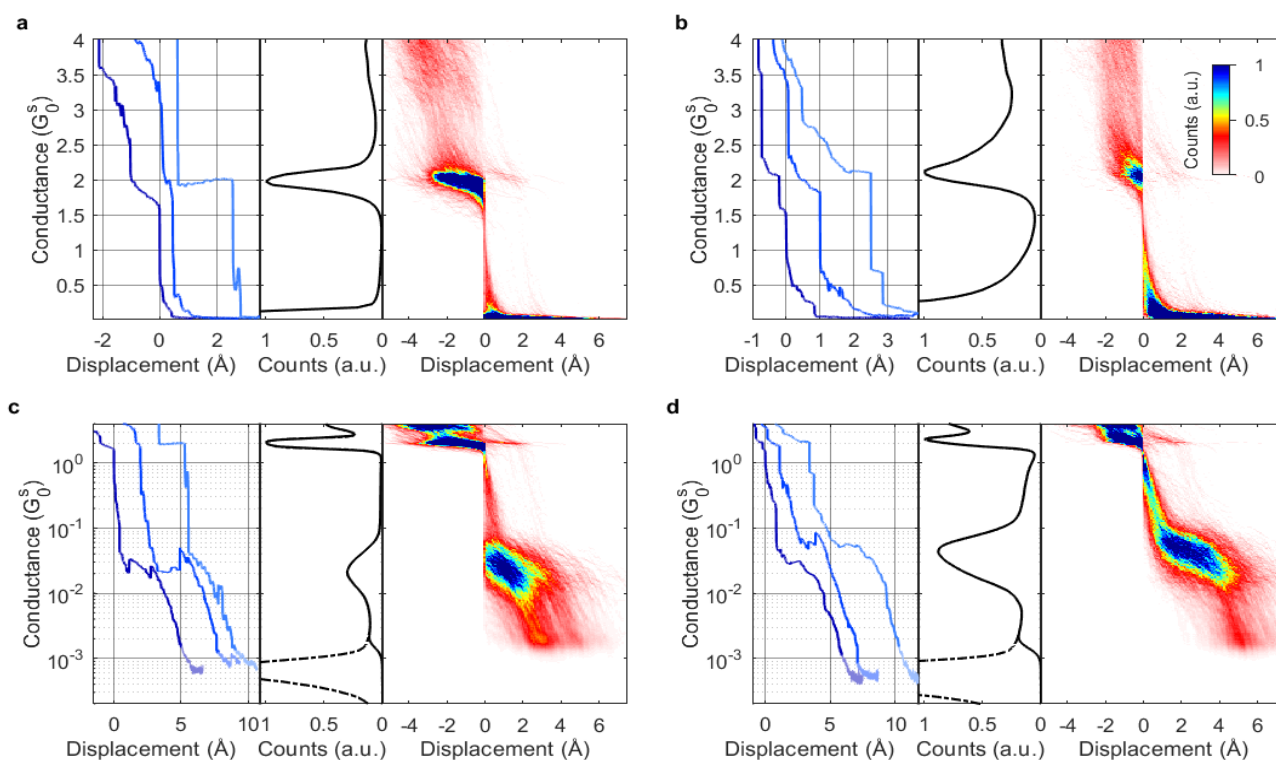 a
b
4
3.5
3
2.5
2
1.5
1
0.5
Conductance (G₀ˢ)
-2 0 2
1 0.5 0
-4 -2 0 2 4 6
Displacement (Å)
Counts (a.u.)
Displacement (Å)
4
3.5
3
2.5
2
1.5
1
0.5
Conductance (G₀ˢ)
-1 0 1 2 3
1 0.5 0
-4 -2 0 2 4 6
Displacement (Å)
Counts (a.u.)
Displacement (Å)
Counts (a.u.)
1
0.5
0
c
d
10⁰
10⁻¹
10⁻²
10⁻³
Conductance (G₀ˢ)
0 5 10
1 0.5 0
-4 -2 0 2 4 6
Displacement (Å)
Counts (a.u.)
Displacement (Å)
10⁰
10⁻¹
10⁻²
10⁻³
Conductance (G₀ˢ)
0 5 10
1 0.5 0
-4 -2 0 2 4 6
Displacement (Å)
Counts (a.u.)
Displacement (Å)